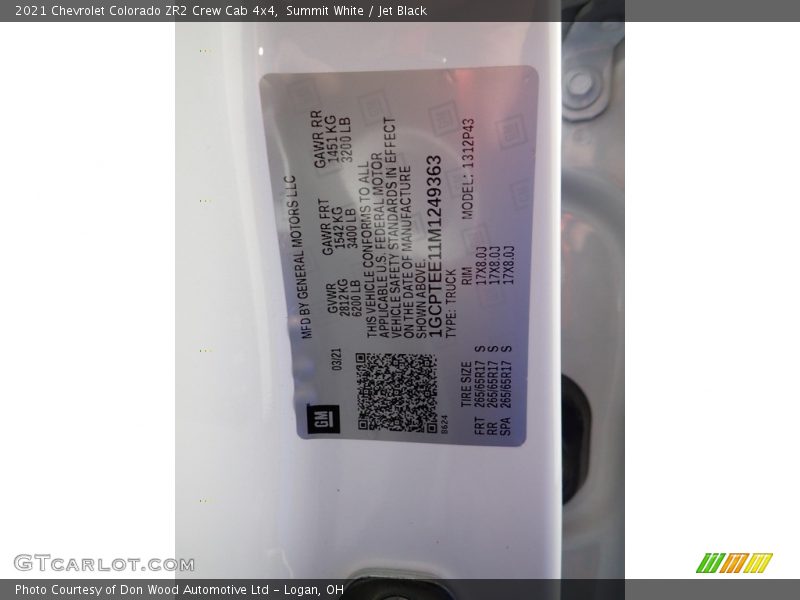 2021 Chevrolet Colorado ZR2 Crew Cab 4x4,  Summit White / Jet Black
MFD BY GENERAL MOTORS LLC
03/21
GVWR
2812 KG
6200 LB
GAWR FRT
1542 KG
3400 LB
GAWR RR
1451 KG
3200 LB
THIS VEHICLE CONFORMS TO ALL
APPLICABLE U.S. FEDERAL MOTOR
VEHICLE SAFETY STANDARDS IN EFFECT
ON THE DATE OF MANUFACTURE
SHOWN ABOVE.
1GCPTEE11M1249363
TYPE: TRUCK
MODEL: 1312P43
GM
8624
TIRE SIZE RIM
FRT 265/65R17 S 17X8.0J
RR 265/65R17 S 17X8.0J
SPA 265/65R17 S 17X8.0J
GTcarlot.com
Photo Courtesy of Don Wood Automotive Ltd - Logan, OH